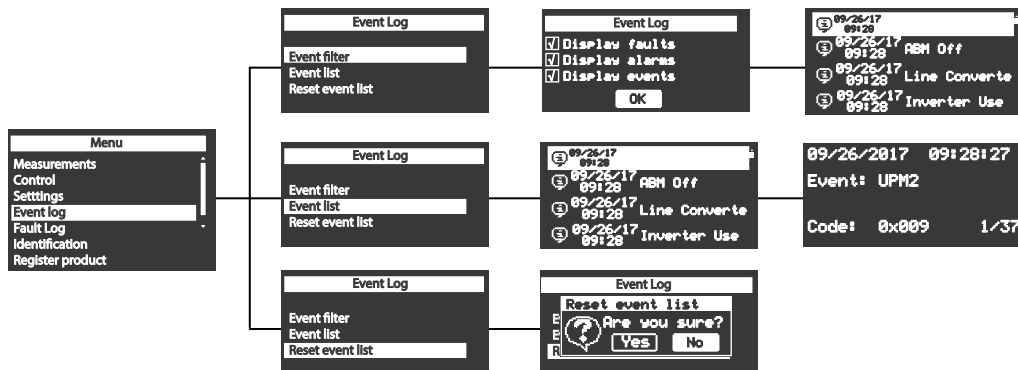 Menu
Measurements
Control
Setttings
Event log
Fault Log
Identification
Register product
Event Log
Event filter
Event list
Reset event list
Event Log
Display faults
Display alarms
Display events
OK
09/26/17
09:28
09/26/17
09:28 ABM Off
09/26/17
09:28 Line Converte
09/26/17
09:28 Inverter Use
Event Log
Event filter
Event list
Reset event list
09/26/17
09:28
09/26/17
09:28 ABM Off
09/26/17
09:28 Line Converte
09/26/17
09:28 Inverter Use
09/26/2017 09:28:27
Event: UPM2
Code: 0x009 1/37
Event Log
Event filter
Event list
Reset event list
Event Log
Reset event list
Are you sure?
Yes No
E
E
R